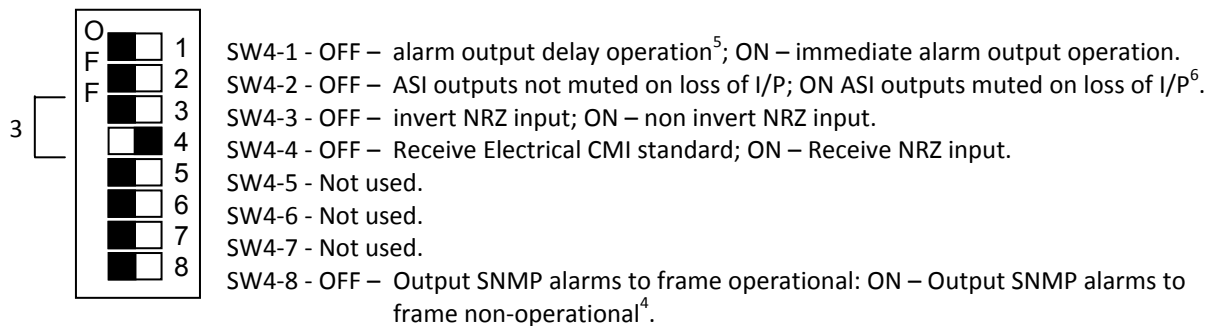 OFF
1 SW4-1 - OFF – alarm output delay operation5; ON – immediate alarm output operation.
2 SW4-2 - OFF – ASI outputs not muted on loss of I/P; ON ASI outputs muted on loss of I/P6.
3 3 SW4-3 - OFF – invert NRZ input; ON – non invert NRZ input.
4 SW4-4 - OFF – Receive Electrical CMI standard; ON – Receive NRZ input.
5 SW4-5 - Not used.
6 SW4-6 - Not used.
7 SW4-7 - Not used.
8 SW4-8 - OFF – Output SNMP alarms to frame operational: ON – Output SNMP alarms to
frame non-operational4.